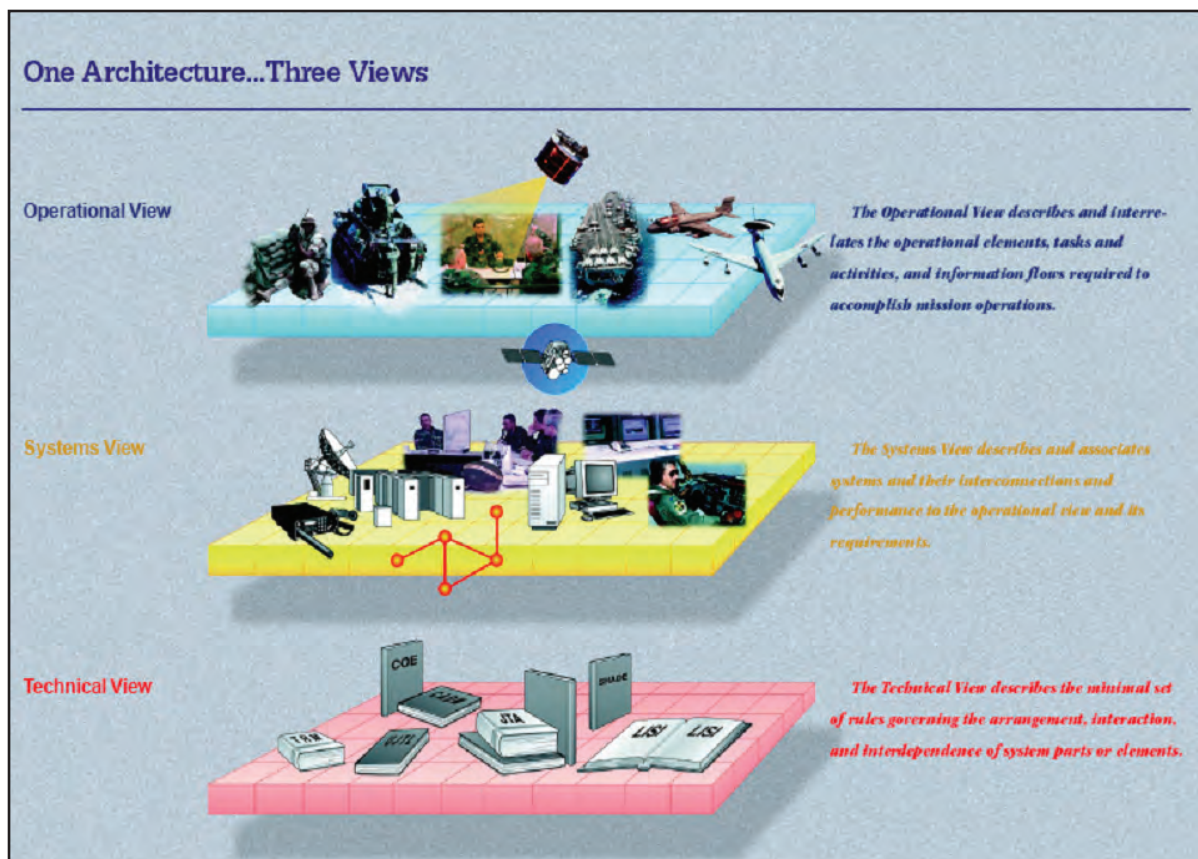 One Architecture...Three Views
Operational View
The Operational View describes and interre-
lates the operational elements, tasks and
activities, and information flows required to
accomplish mission operations.
Systems View
The Systems View describes and associates
systems and their interconnections and
performance to the operational view and its
requirements.
Technical View
COE
CADM
JTA
SHADE
TRM
UJTL
LISI
LISI
The Technical View describes the minimal set
of rules governing the arrangement, interaction,
and interdependence of system parts or elements.